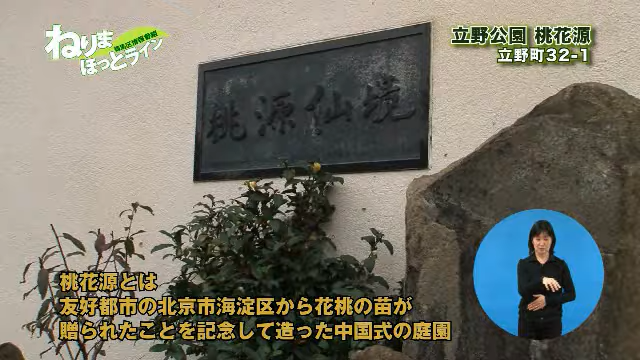 ねりま
練馬区広報番組
ほっとライン
立野公園 桃花源
立野町32-1
桃源仙境
桃花源とは
友好都市の北京市海淀区から花桃の苗が
贈られたことを記念して造った中国式の庭園